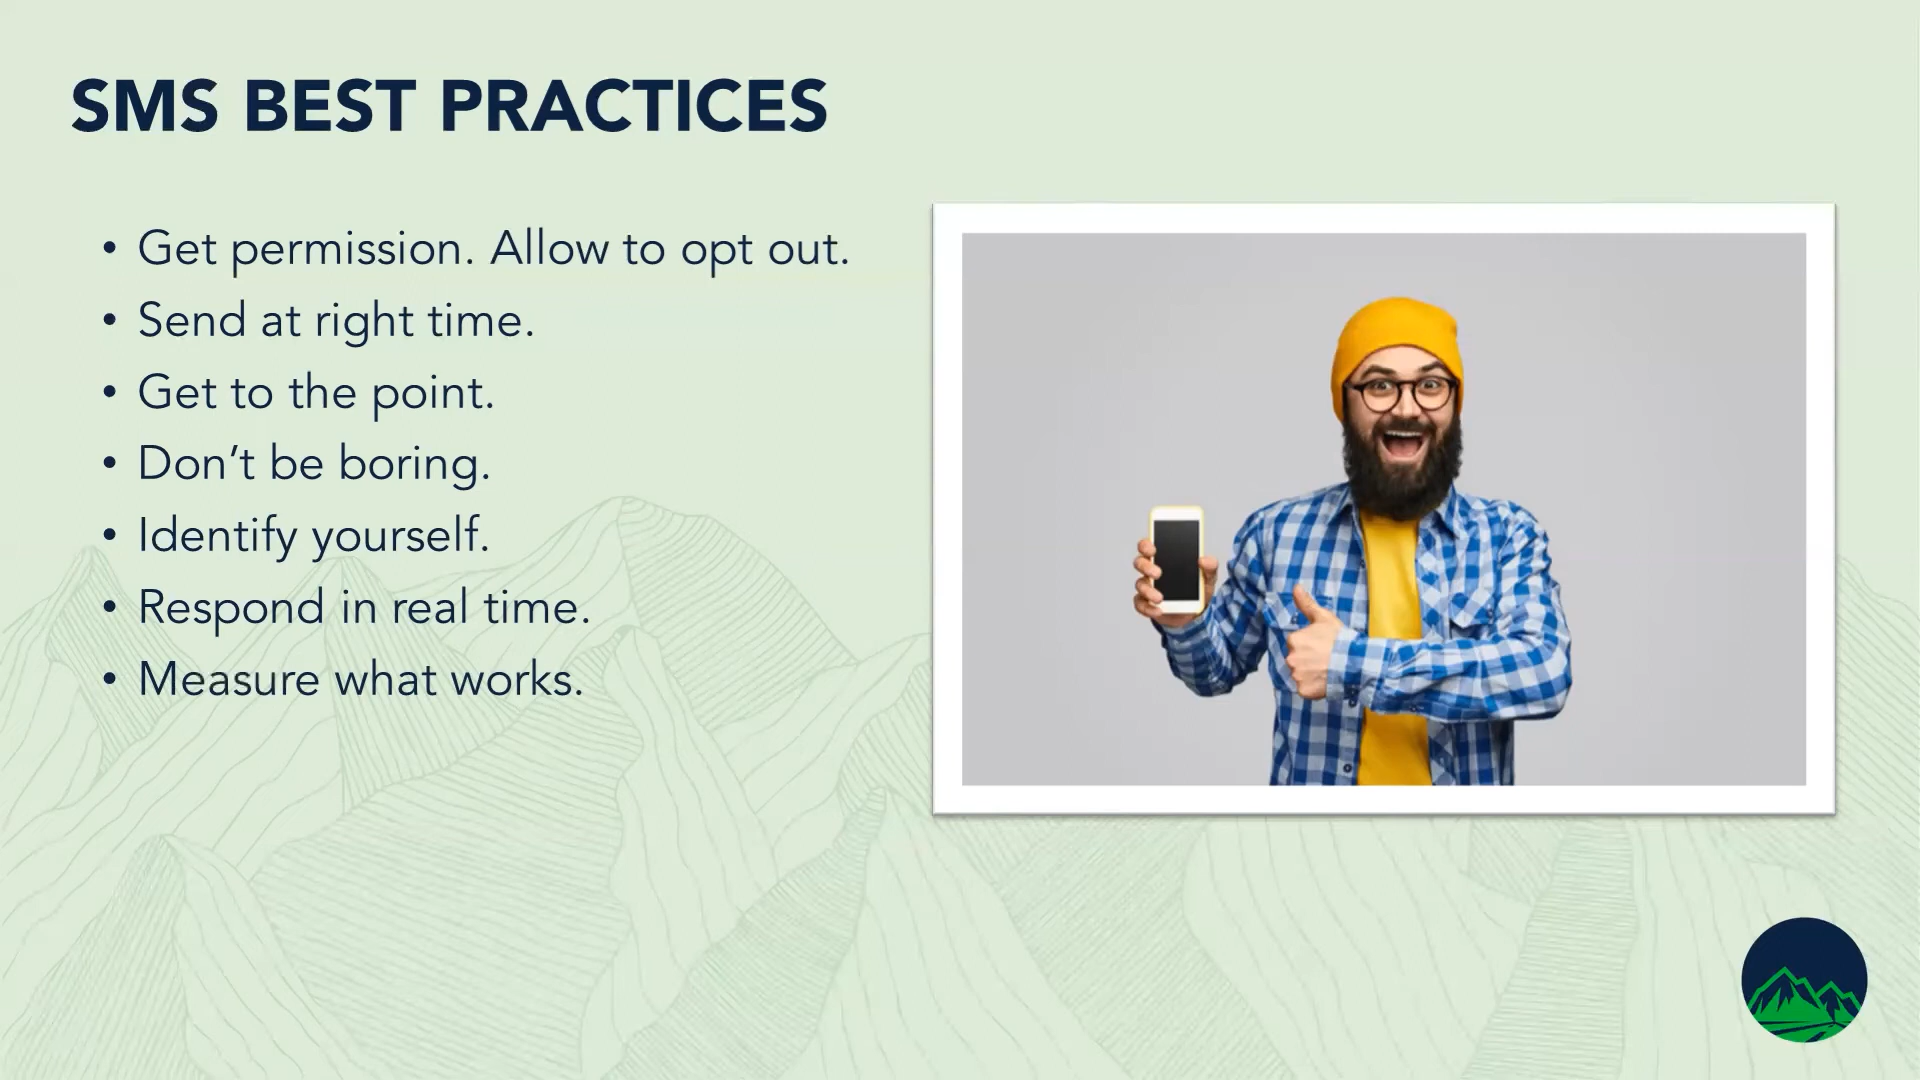 SMS BEST PRACTICES
• Get permission. Allow to opt out.
• Send at right time.
• Get to the point.
• Don’t be boring.
• Identify yourself.
• Respond in real time.
• Measure what works.